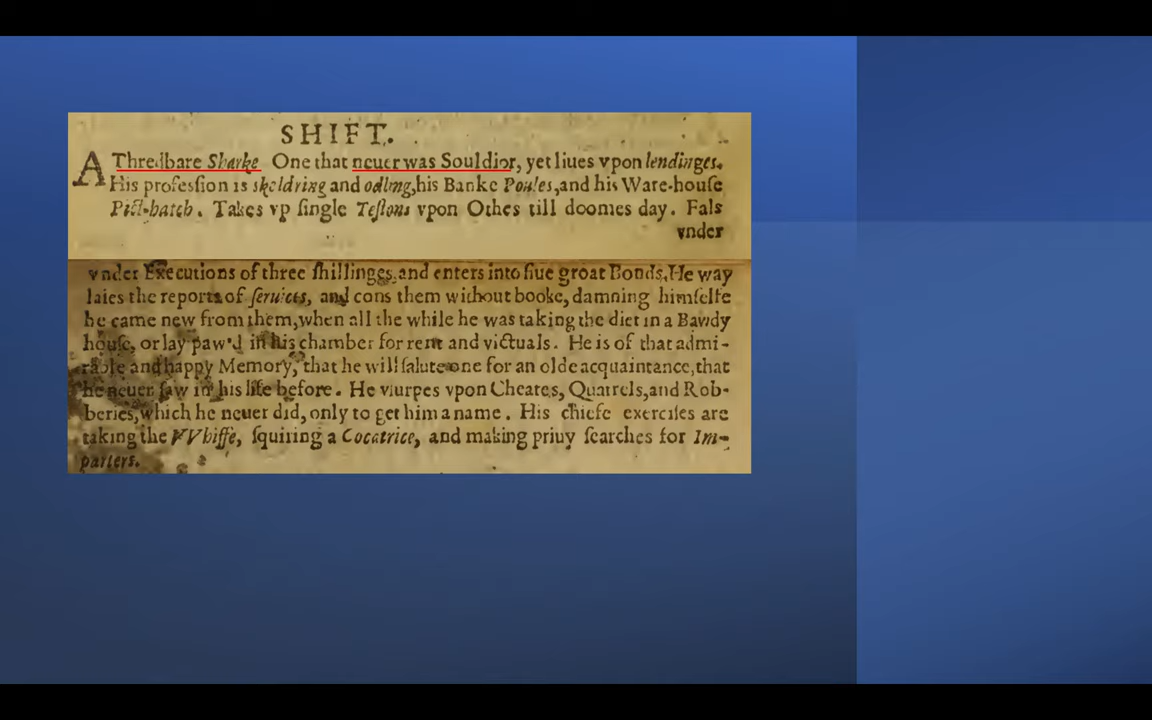 SHIFT.
A Thredbare Sharke. One that neuer was Souldior, yet liues vpon lendinges.
His profeſsion is skeldring and odling, his Banke Poules, and his Ware-houſe
Pict-hatch. Takes vp ſingle Teſtons vpon Othes till doomes day. Fals
vnder
vnder Executions of three ſhillinges, and enters into fiue groat Bonds. He way
laies the reports of ſeruices, and cons them without booke, damning himſelfe
he came new from them, when all the while he was taking the diet in a Bawdy
houſe, or lay paw'd in his chamber for rent and victuals. He is of that admi-
rable and happy Memory, that he will ſalute one for an olde acquaintance, that
he neuer ſaw in his life before. He vſurpes vpon Cheates, Quarrels, and Rob-
beries, which he neuer did, only to get him a name. His chiefe exerciſes are
taking the VVhiffe, ſquiring a Cocatrice, and making priuy ſearches for Im-
parters.